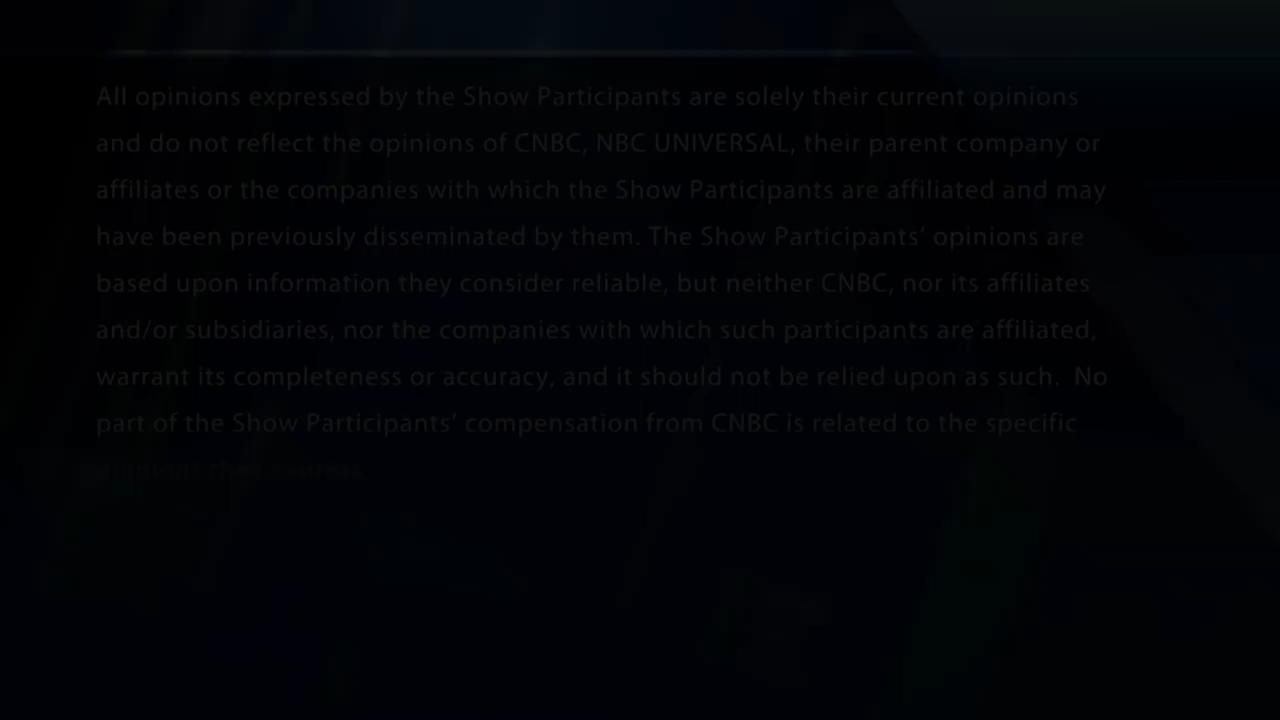 All opinions expressed by the Show Participants are solely their current opinions
and do not reflect the opinions of CNBC, NBC UNIVERSAL, their parent company or
affiliates or the companies with which the Show Participants are affiliated and may
have been previously disseminated by them. The Show Participants’ opinions are
based upon information they consider reliable, but neither CNBC, nor its affiliates
and/or subsidiaries, nor the companies with which such participants are affiliated,
warrant its completeness or accuracy, and it should not be relied upon as such.  No
part of the Show Participants’ compensation from CNBC is related to the specific
opinions they express.